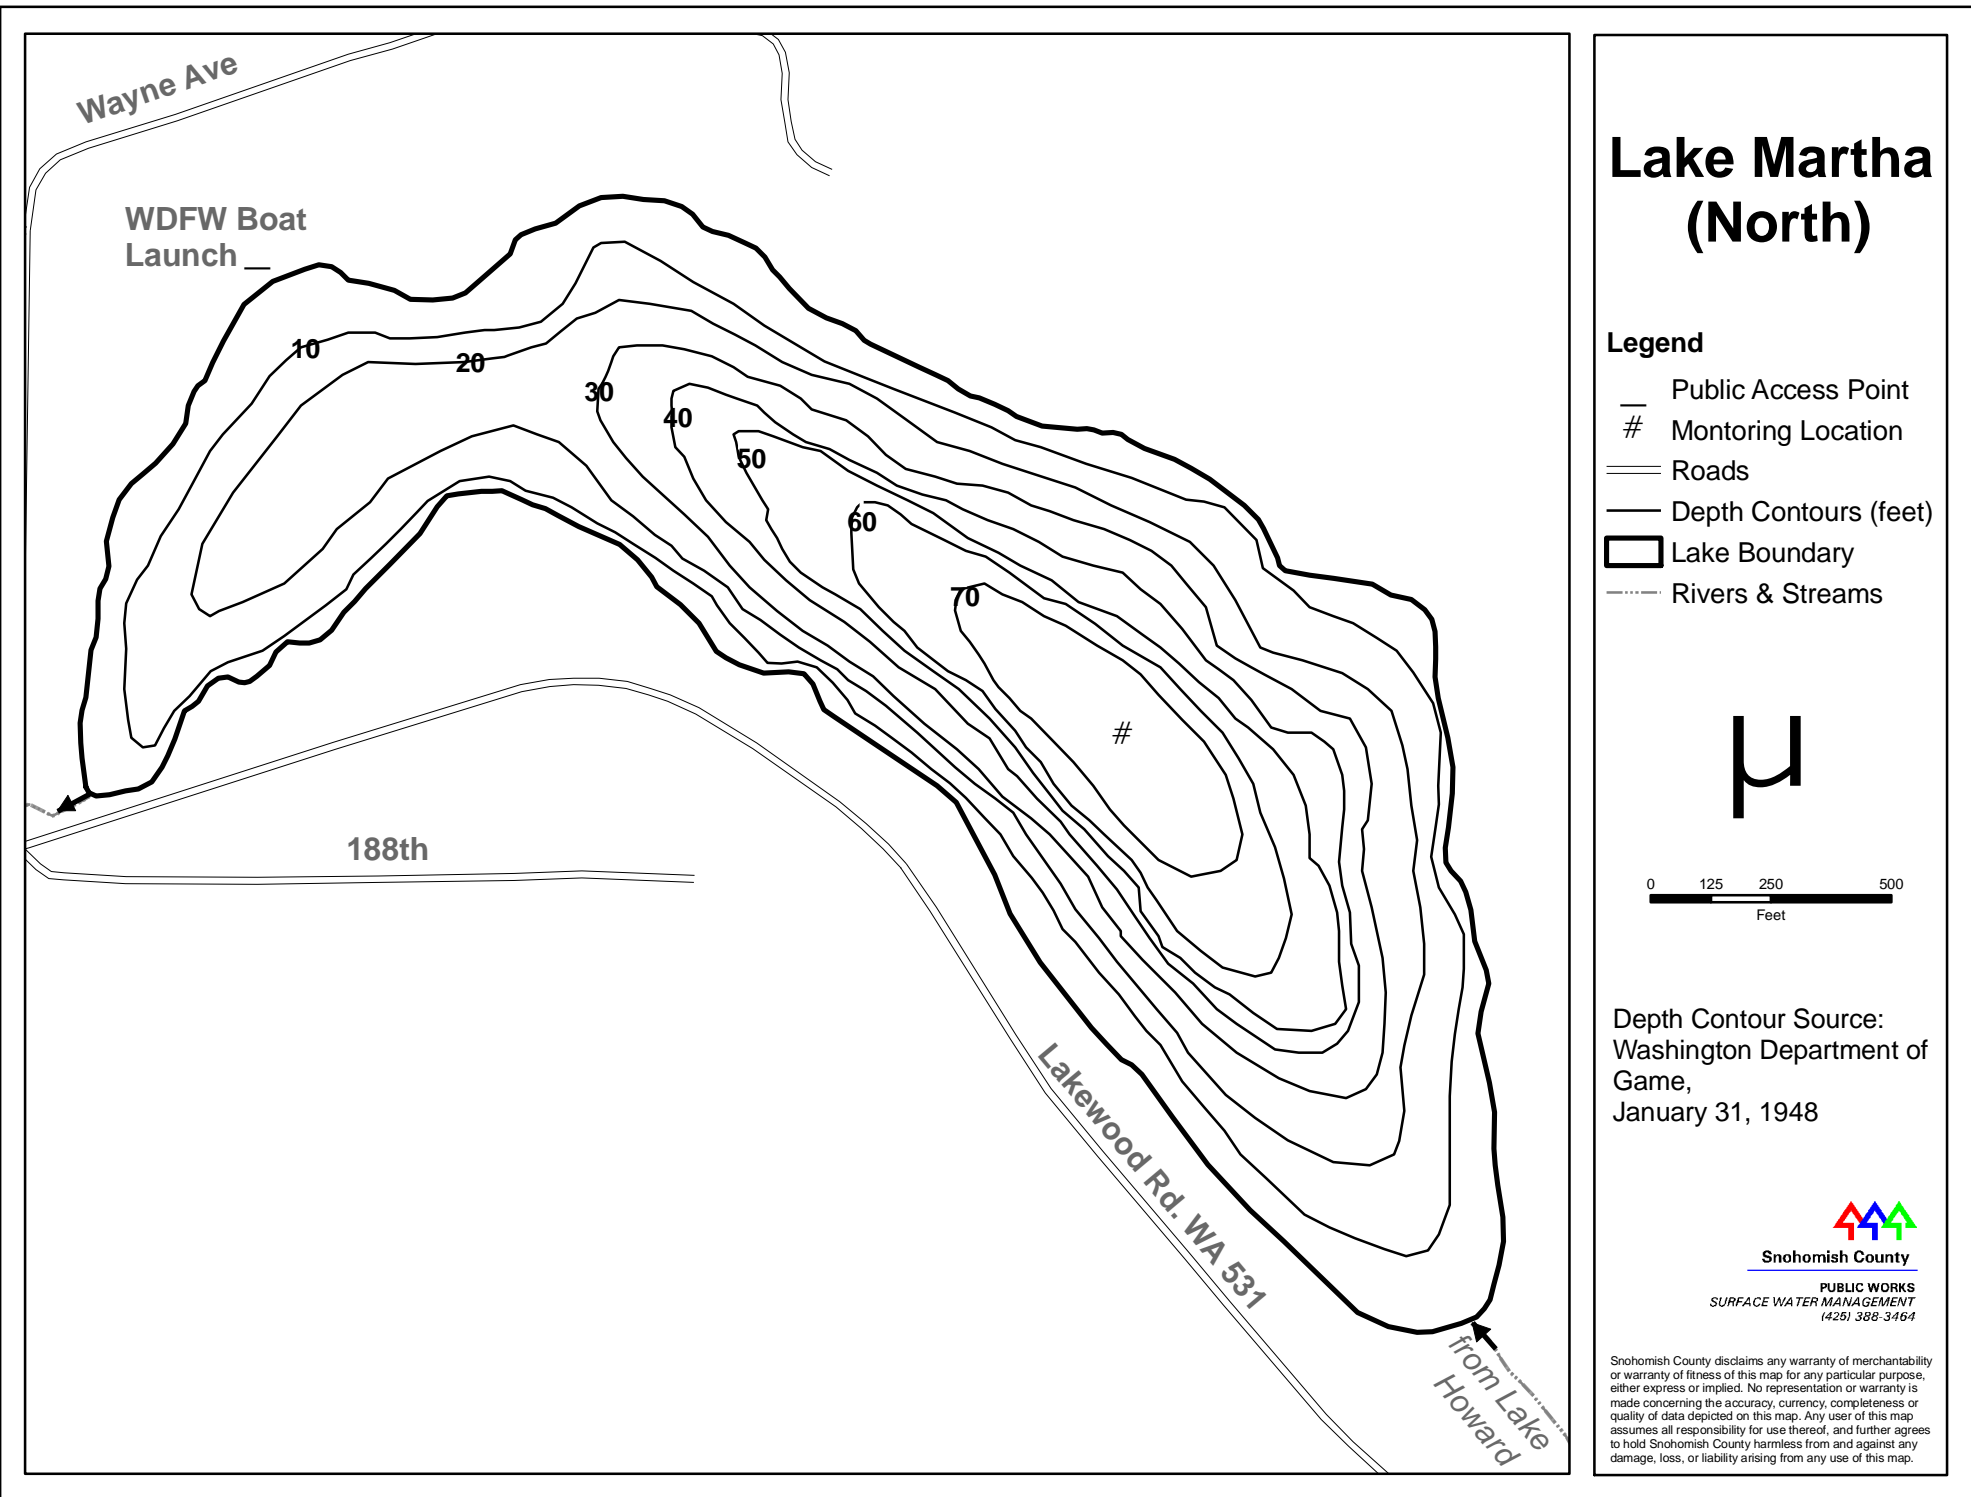 Wayne Ave
WDFW Boat
Launch
10
20
30
40
50
60
70
#
188th
Lakewood Rd. WA 531
from Lake
Howard
Lake Martha
(North)
Legend
Public Access Point
# Montoring Location
Roads
Depth Contours (feet)
Lake Boundary
Rivers & Streams
µ
0 125 250 500
Feet
Depth Contour Source:
Washington Department of
Game,
January 31, 1948
Snohomish County
PUBLIC WORKS
SURFACE WATER MANAGEMENT
(425) 388-3464
Snohomish County disclaims any warranty of merchantability
or warranty of fitness of this map for any particular purpose,
either express or implied. No representation or warranty is
made concerning the accuracy, currency, completeness or
quality of data depicted on this map. Any user of this map
assumes all responsibility for use thereof, and further agrees
to hold Snohomish County harmless from and against any
damage, loss, or liability arising from any use of this map.